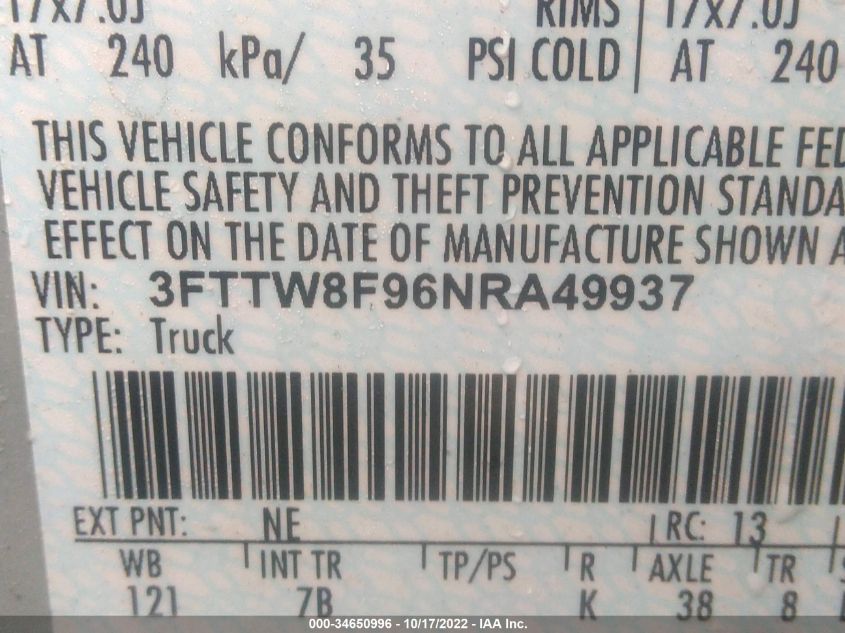 17x7.0J RIMS 17x7.0J
AT 240 kPa/ 35 PSI COLD AT 240
THIS VEHICLE CONFORMS TO ALL APPLICABLE FED
VEHICLE SAFETY AND THEFT PREVENTION STANDA
EFFECT ON THE DATE OF MANUFACTURE SHOWN A
VIN: 3FTTW8F96NRA49937
TYPE: Truck
EXT PNT: NE RC: 13
WB INT TR TP/PS R AXLE TR S
121 7B K 38 8
000-34650996 - 10/17/2022 - IAA Inc.